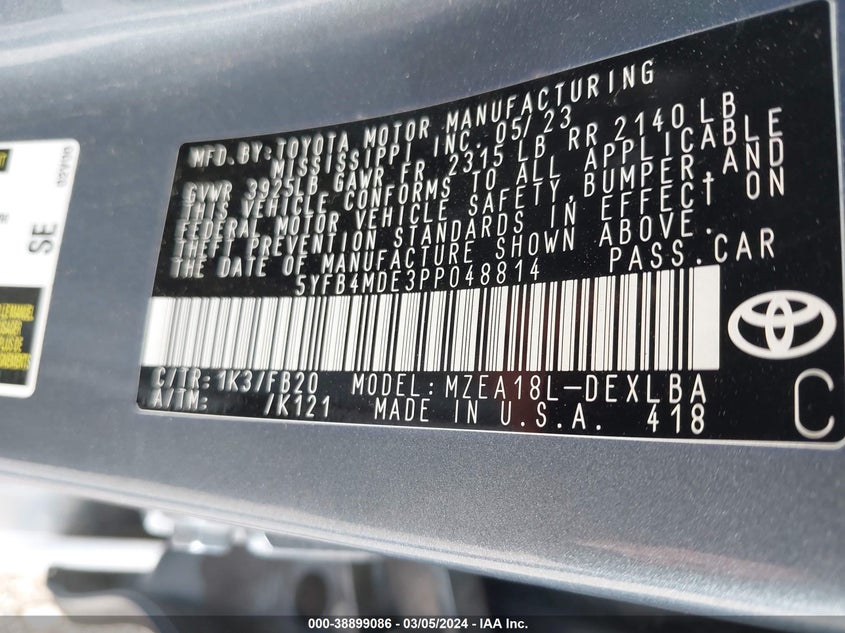 MFD. BY: TOYOTA MOTOR MANUFACTURING
MISSISSIPPI INC. 05/23
GVWR 3925LB GAWR FR 2315 LB RR 2140 LB
THIS VEHICLE CONFORMS TO ALL APPLICABLE
FEDERAL MOTOR VEHICLE SAFETY, BUMPER, AND
THEFT PREVENTION STANDARDS IN EFFECT ON
THE DATE OF MANUFACTURE SHOWN ABOVE.
5YFB4MDE3PP048814 PASS. CAR
C/TR: 1K3/FB20 MODEL: MZEA18L-DEXLBA
A/TM: /K121 MADE IN U.S.A. 418
C
SE
000-38899086 - 03/05/2024 - IAA Inc.